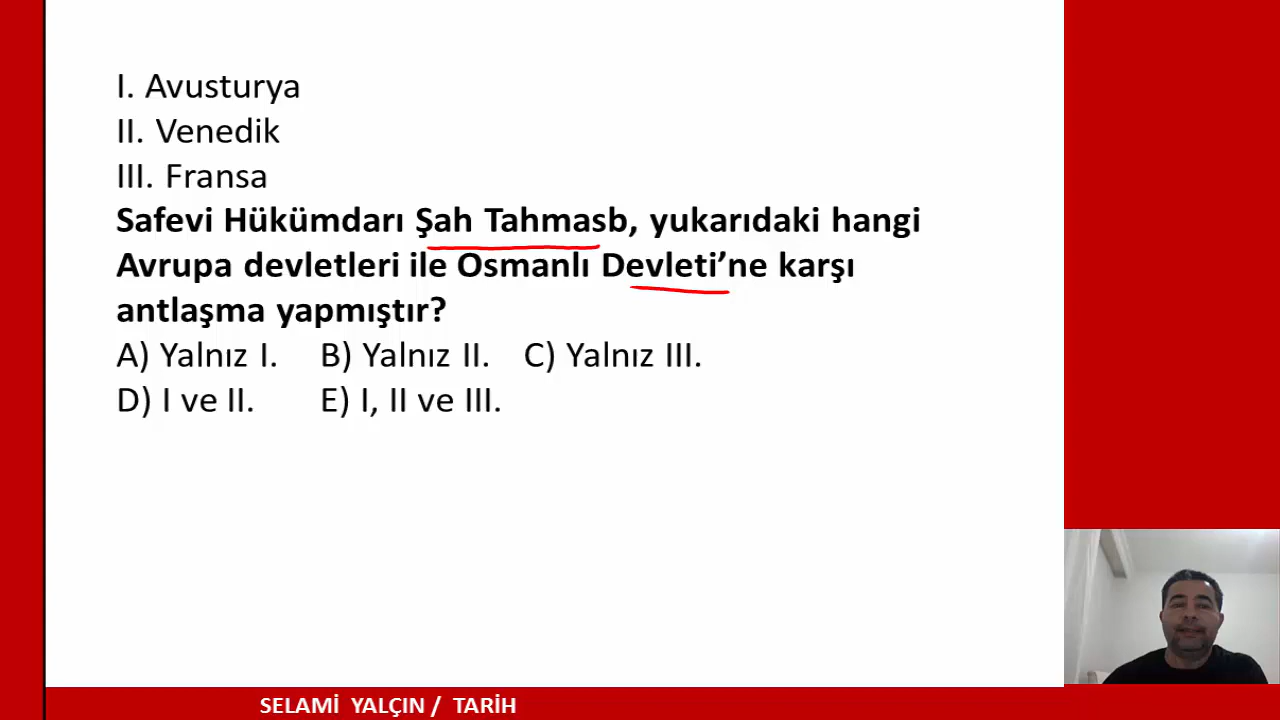 I. Avusturya
II. Venedik
III. Fransa
Safevi Hükümdarı Şah Tahmasb, yukarıdaki hangi
Avrupa devletleri ile Osmanlı Devleti’ne karşı
antlaşma yapmıştır?
A) Yalnız I. B) Yalnız II. C) Yalnız III.
D) I ve II. E) I, II ve III.
SELAMİ YALÇIN / TARİH